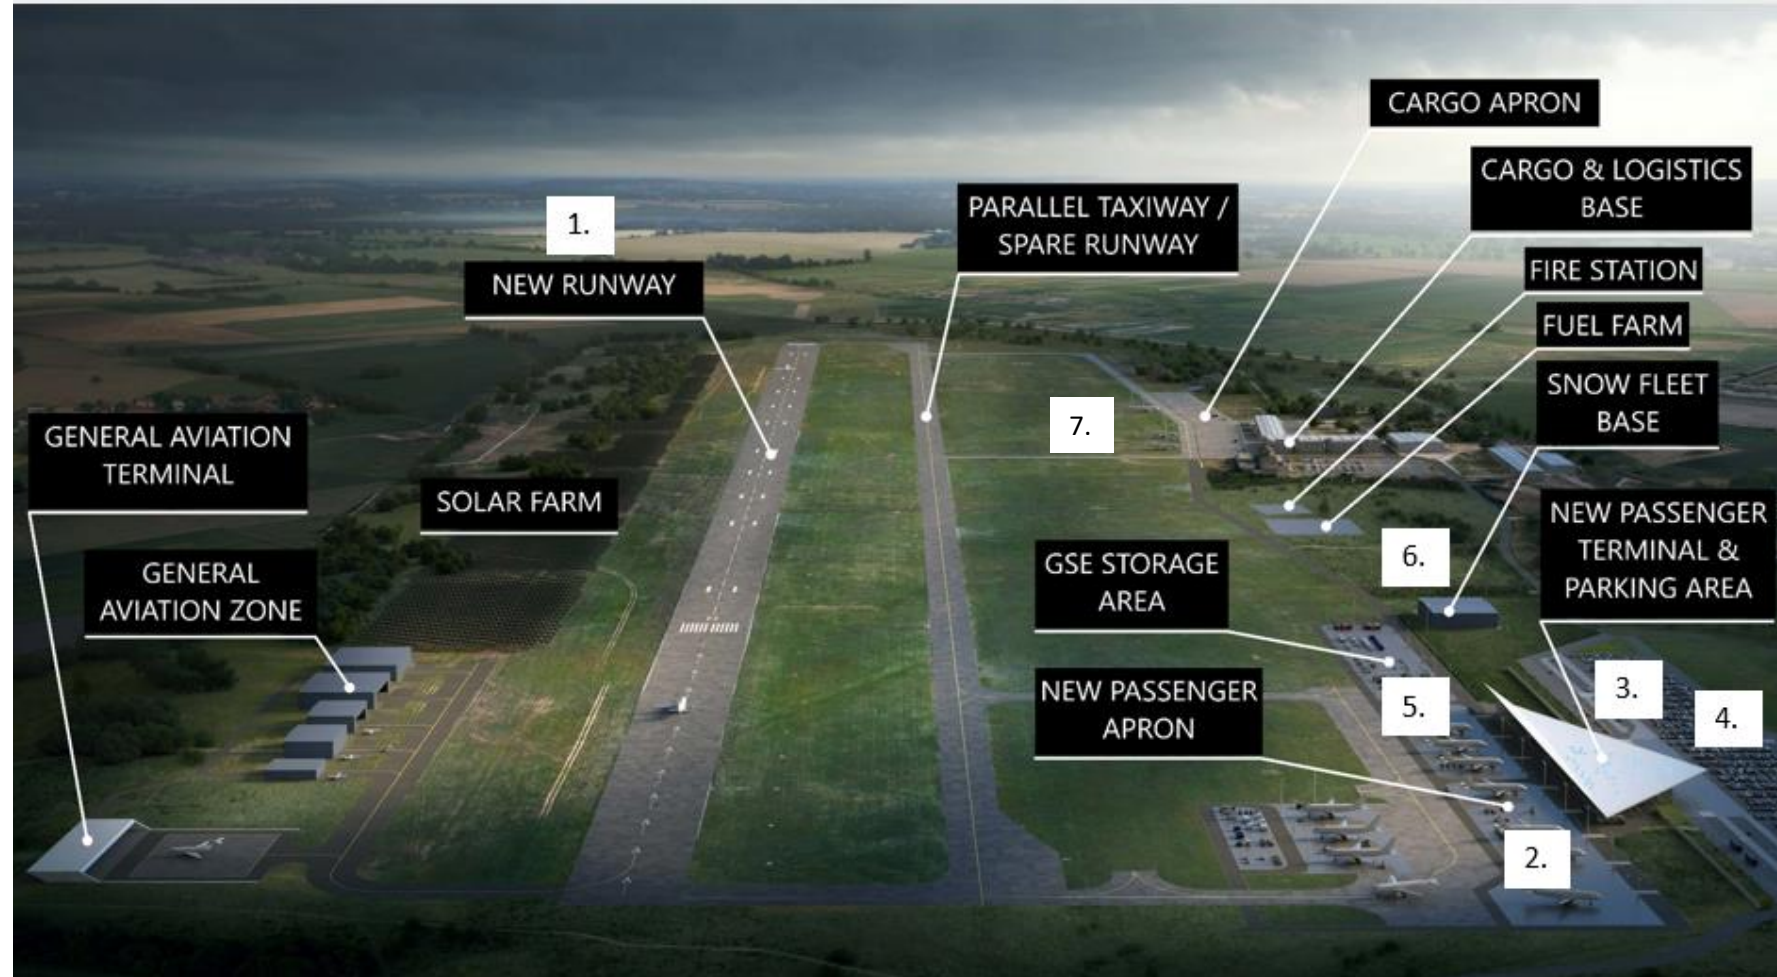 CARGO APRON
CARGO & LOGISTICS
BASE
1.
PARALLEL TAXIWAY /
SPARE RUNWAY
NEW RUNWAY
FIRE STATION
FUEL FARM
SNOW FLEET
BASE
7.
GENERAL AVIATION
TERMINAL
SOLAR FARM
NEW PASSENGER
TERMINAL &
PARKING AREA
6.
GSE STORAGE
AREA
GENERAL
AVIATION ZONE
3.
4.
5.
NEW PASSENGER
APRON
2.